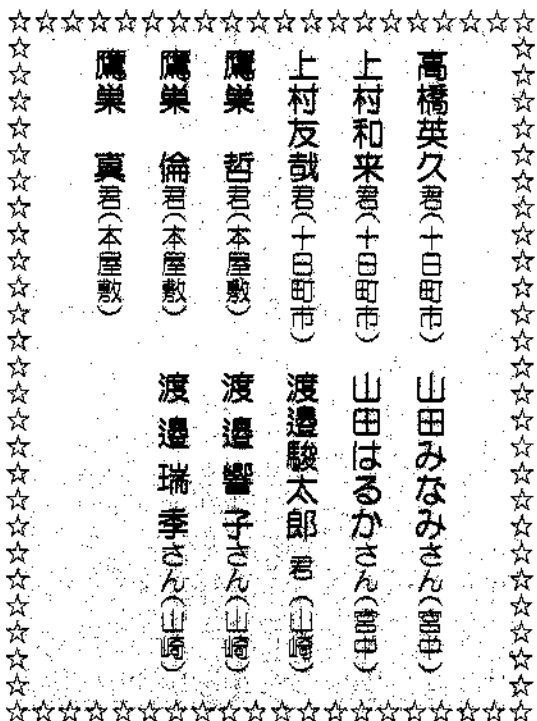 高橋英久君(十日町市)
上村和来君(十日町市)
上村友哉君(十日町市)
鷹巣 哲君(本屋敷)
鷹巣 倫君(本屋敷)
鷹巣 真君(本屋敷)
山田みなみさん(宮中)
山田はるかさん(宮中)
渡邉駿太郎君(山崎)
渡邉響子さん(山崎)
渡邉瑞季さん(山崎)